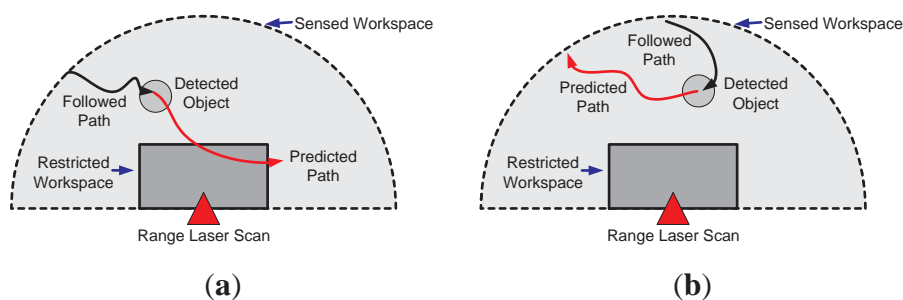 Sensed Workspace
Followed
Path
Detected
Object
Restricted
Workspace
Predicted
Path
Range Laser Scan
(a)
Sensed Workspace
Followed
Path
Predicted
Path
Detected
Object
Restricted
Workspace
Range Laser Scan
(b)